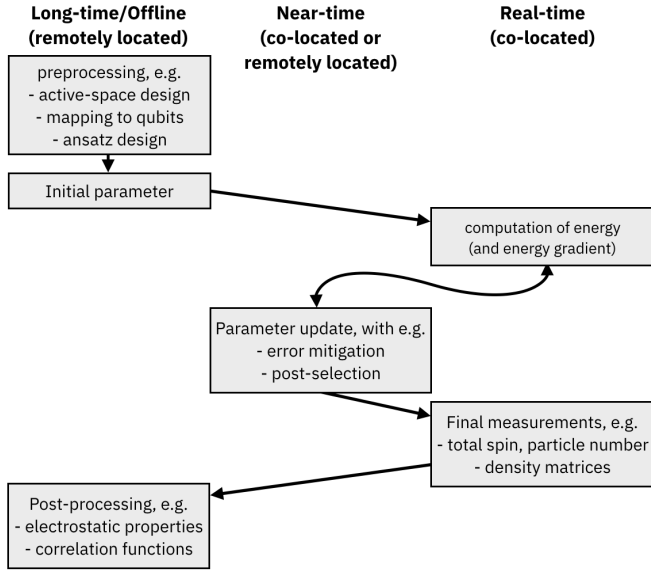 Long-time/Offline
(remotely located)
Near-time
(co-located or
remotely located)
Real-time
(co-located)
preprocessing, e.g.
- active-space design
- mapping to qubits
- ansatz design
Initial parameter
computation of energy
(and energy gradient)
Parameter update, with e.g.
- error mitigation
- post-selection
Final measurements, e.g.
- total spin, particle number
- density matrices
Post-processing, e.g.
- electrostatic properties
- correlation functions